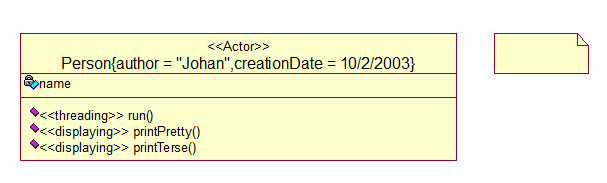 <<Actor>>
Person{author = "Johan",creationDate = 10/2/2003}
name
<<threading>> run()
<<displaying>> printPretty()
<<displaying>> printTerse()